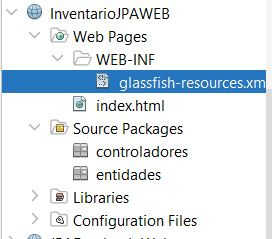 InventarioJPAWEB
Web Pages
WEB-INF
glassfish-resources.xm
index.html
Source Packages
controladores
entidades
Libraries
Configuration Files